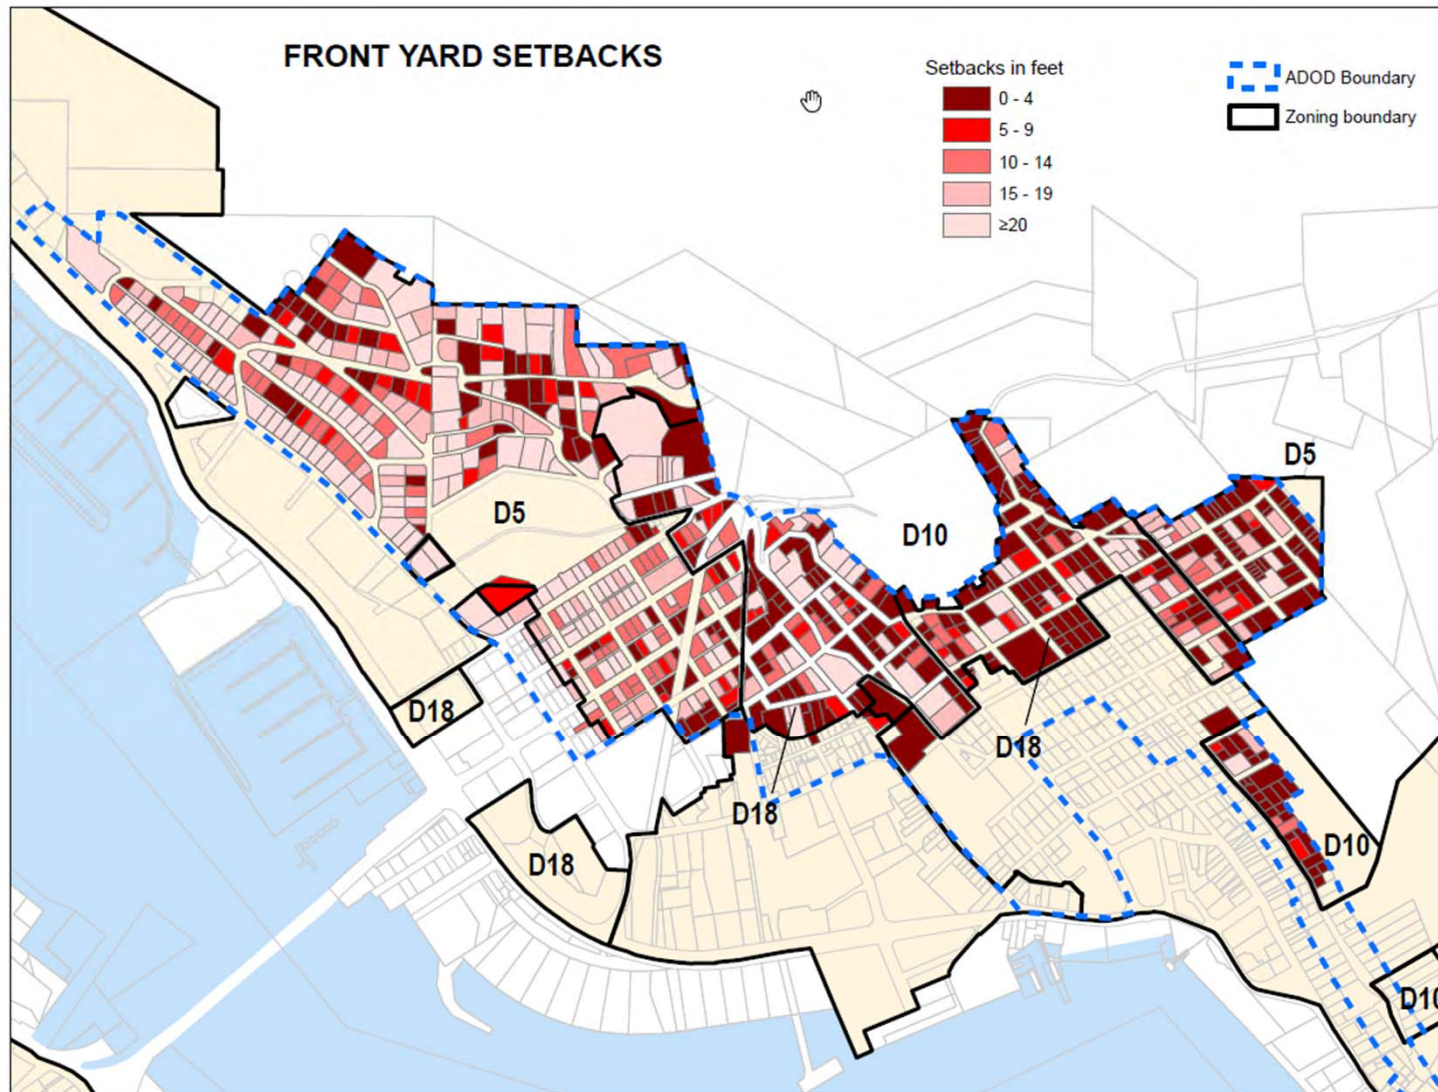 FRONT YARD SETBACKS
Setbacks in feet
0 - 4
5 - 9
10 - 14
15 - 19
≥20
ADOD Boundary
Zoning boundary
D5
D5
D10
D18
D18
D18
D18
D10
D10